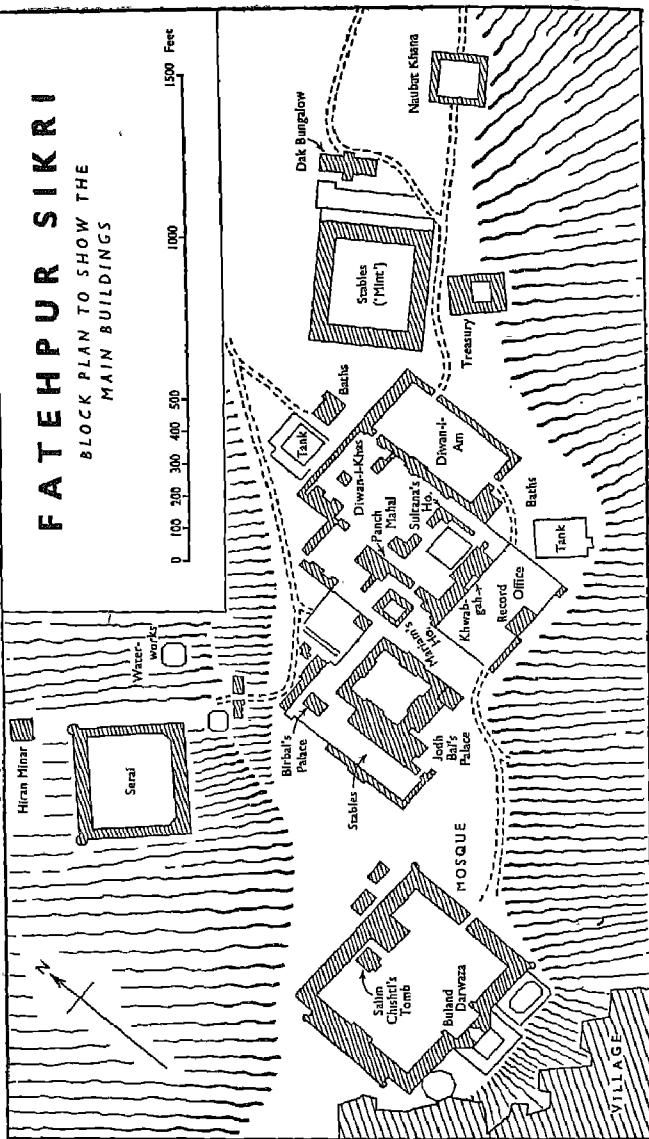 FATEHPUR SIKRI
BLOCK PLAN TO SHOW THE
MAIN BUILDINGS
0 100 200 300 400 500 1000 1500 Feet
N
Hiran Minar
Serai
Water-
works
Birbal's
Palace
Stables
Jodh
Bai's
Palace
Mariam's
Ho.
Panch
Mahal
Diwan-I-Khas
Sultana's
Ho.
Khwab-
gah
Record
Office
Tank
Baths
Diwan-I-
Am
Baths
Tank
Stables
('Mint')
Treasury
Dak Bungalow
Naubat Khana
MOSQUE
Salim
Chishti's
Tomb
Buland
Darwaza
VILLAGE